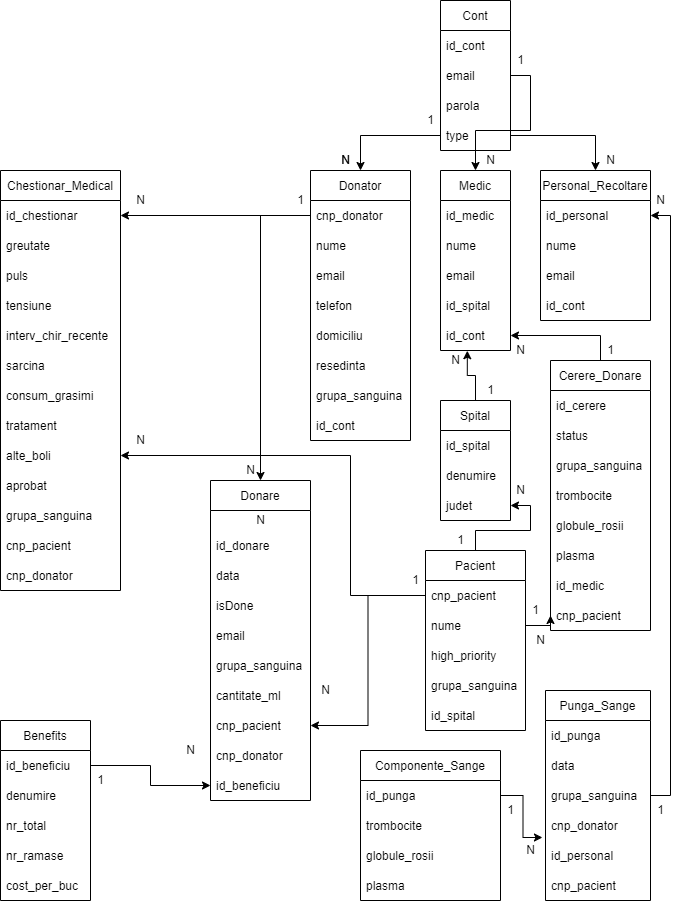 Cont
id_cont
email
parola
type
1
1
N
N
N
Chestionar_Medical
id_chestionar
greutate
puls
tensiune
interv_chir_recente
sarcina
consum_grasimi
tratament
alte_boli
aprobat
grupa_sanguina
cnp_pacient
cnp_donator
N
N
1
Donator
cnp_donator
nume
email
telefon
domiciliu
resedinta
grupa_sanguina
id_cont
Medic
id_medic
nume
email
id_spital
id_cont
N
N
1
Personal_Recoltare
id_personal
nume
email
id_cont
N
1
Cerere_Donare
id_cerere
status
grupa_sanguina
trombocite
globule_rosii
plasma
id_medic
cnp_pacient
Spital
id_spital
denumire
judet
N
1
N
Donare
N
id_donare
data
isDone
email
grupa_sanguina
cantitate_ml
cnp_pacient
cnp_donator
id_beneficiu
1
N
Pacient
cnp_pacient
nume
high_priority
grupa_sanguina
id_spital
1
N
Benefits
id_beneficiu
denumire
nr_total
nr_ramase
cost_per_buc
1
N
Componente_Sange
id_punga
trombocite
globule_rosii
plasma
1
N
Punga_Sange
id_punga
data
grupa_sanguina
cnp_donator
id_personal
cnp_pacient
1